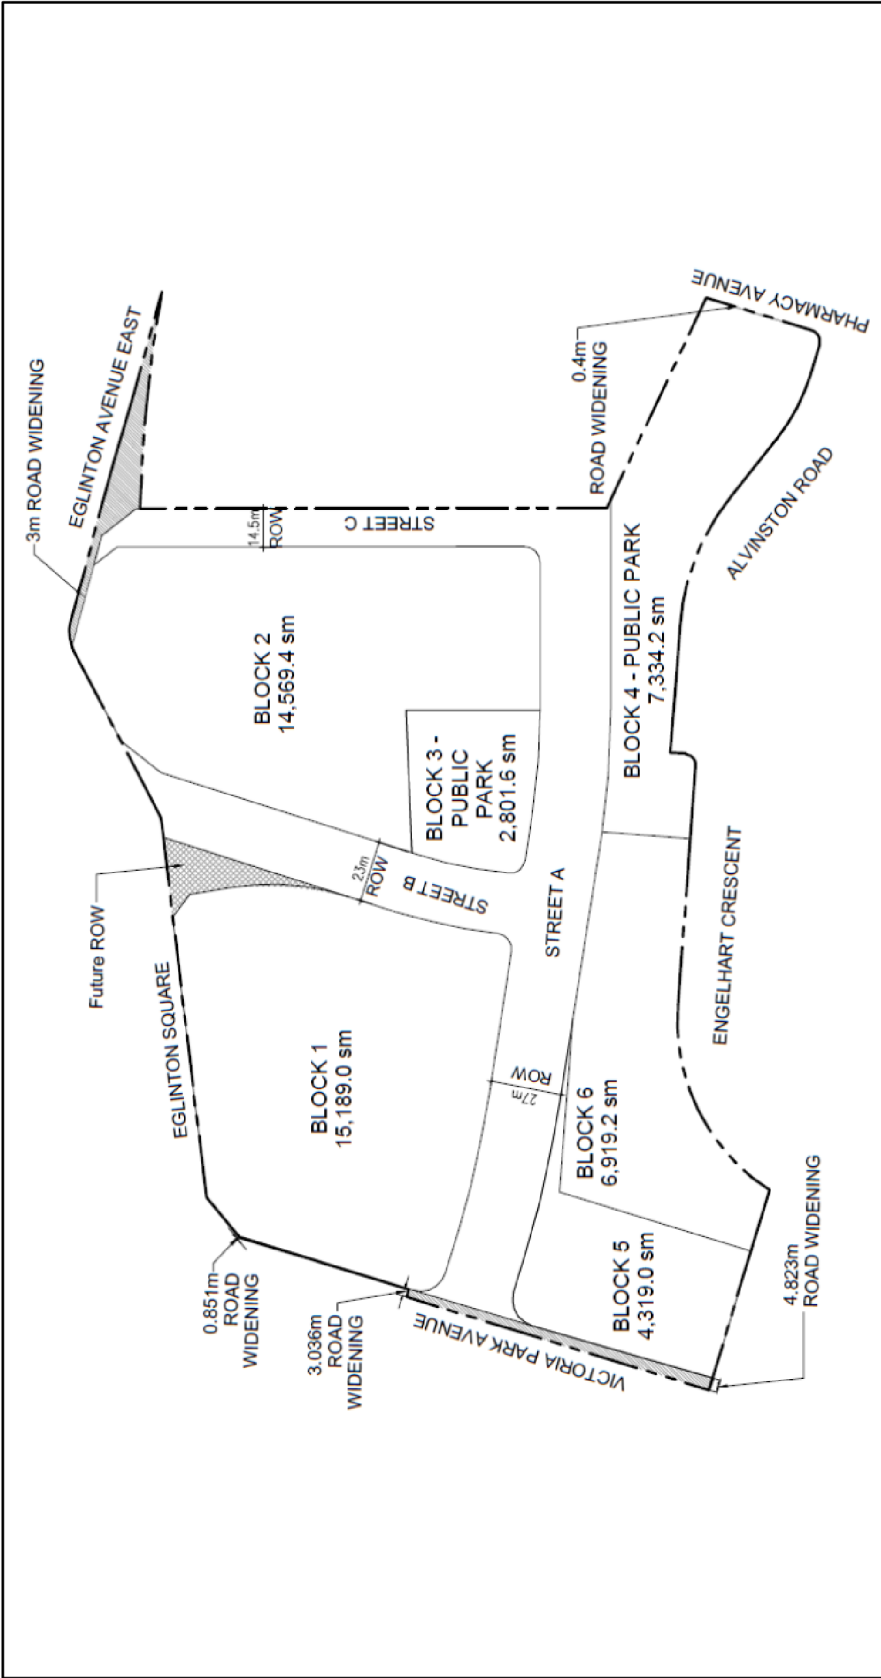 3m ROAD WIDENING
EGLINTON AVENUE EAST
Future ROW
EGLINTON SQUARE
0.851m
ROAD
WIDENING
3.036m
ROAD
WIDENING
VICTORIA PARK AVENUE
BLOCK 1
15,189.0 sm
BLOCK 2
14,569.4 sm
14.5m
ROW
STREET C
23m
ROW
STREET B
BLOCK 3 -
PUBLIC
PARK
2,801.6 sm
STREET A
27m
ROW
0.4m
ROAD WIDENING
PHARMACY AVENUE
BLOCK 4 - PUBLIC PARK
7,334.2 sm
ALVINSTON ROAD
BLOCK 6
6,919.2 sm
BLOCK 5
4,319.0 sm
ENGELHART CRESCENT
4.823m
ROAD WIDENING